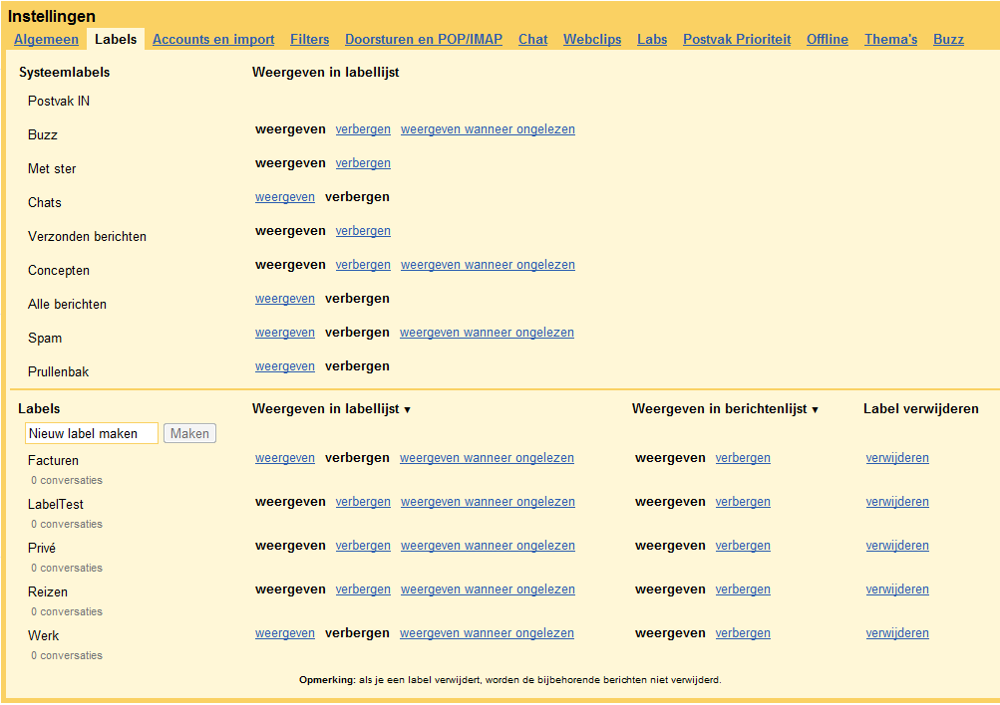 Instellingen
Algemeen Labels Accounts en import Filters Doorsturen en POP/IMAP Chat Webclips Labs Postvak Prioriteit Offline Thema's Buzz
Systeemlabels Weergeven in labellijst
Postvak IN
Buzz weergeven verbergen weergeven wanneer ongelezen
Met ster weergeven verbergen
Chats weergeven verbergen
Verzonden berichten weergeven verbergen
Concepten weergeven verbergen weergeven wanneer ongelezen
Alle berichten weergeven verbergen
Spam weergeven verbergen weergeven wanneer ongelezen
Prullenbak weergeven verbergen
Labels Weergeven in labellijst ▼ Weergeven in berichtenlijst ▼ Label verwijderen
Nieuw label maken Maken
Facturen weergeven verbergen weergeven wanneer ongelezen weergeven verbergen verwijderen
0 conversaties
LabelTest weergeven verbergen weergeven wanneer ongelezen weergeven verbergen verwijderen
0 conversaties
Privé weergeven verbergen weergeven wanneer ongelezen weergeven verbergen verwijderen
0 conversaties
Reizen weergeven verbergen weergeven wanneer ongelezen weergeven verbergen verwijderen
0 conversaties
Werk weergeven verbergen weergeven wanneer ongelezen weergeven verbergen verwijderen
0 conversaties
Opmerking: als je een label verwijdert, worden de bijbehorende berichten niet verwijderd.